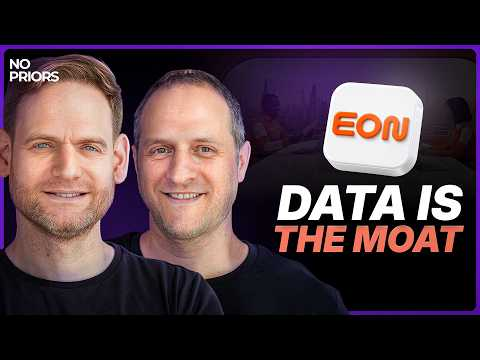 NO
PRIORS
EON
DATA IS
THE MOAT